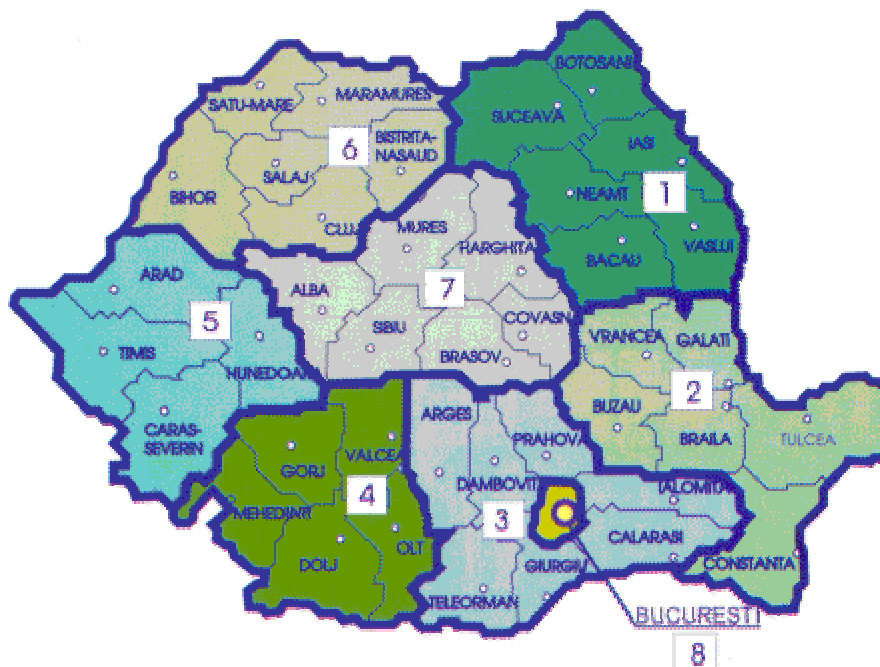 BOTOSANI
SATU-MARE
MARAMURES
SUCEAVA
BISTRITA-
NASAUD
IASI
6
SALAJ
BIHOR
NEAMT
1
CLUJ
MURES
VASLUI
HARGHITA
BACAU
ARAD
ALBA
7
5
COVASN
SIBIU
VRANCEA
GALATI
TIMIS
BRASOV
HUNEDOARA
2
ARGES
BUZAU
CARAS-
SEVERIN
PRAHOVA
BRAILA
TULCEA
VALCEA
GORJ
DAMBOVIT
IALOMITA
4
MEHEDINTI
3
OLT
CALARASI
DOLJ
GIURGIU
CONSTANTA
TELEORMAN
BUCURESTI
8